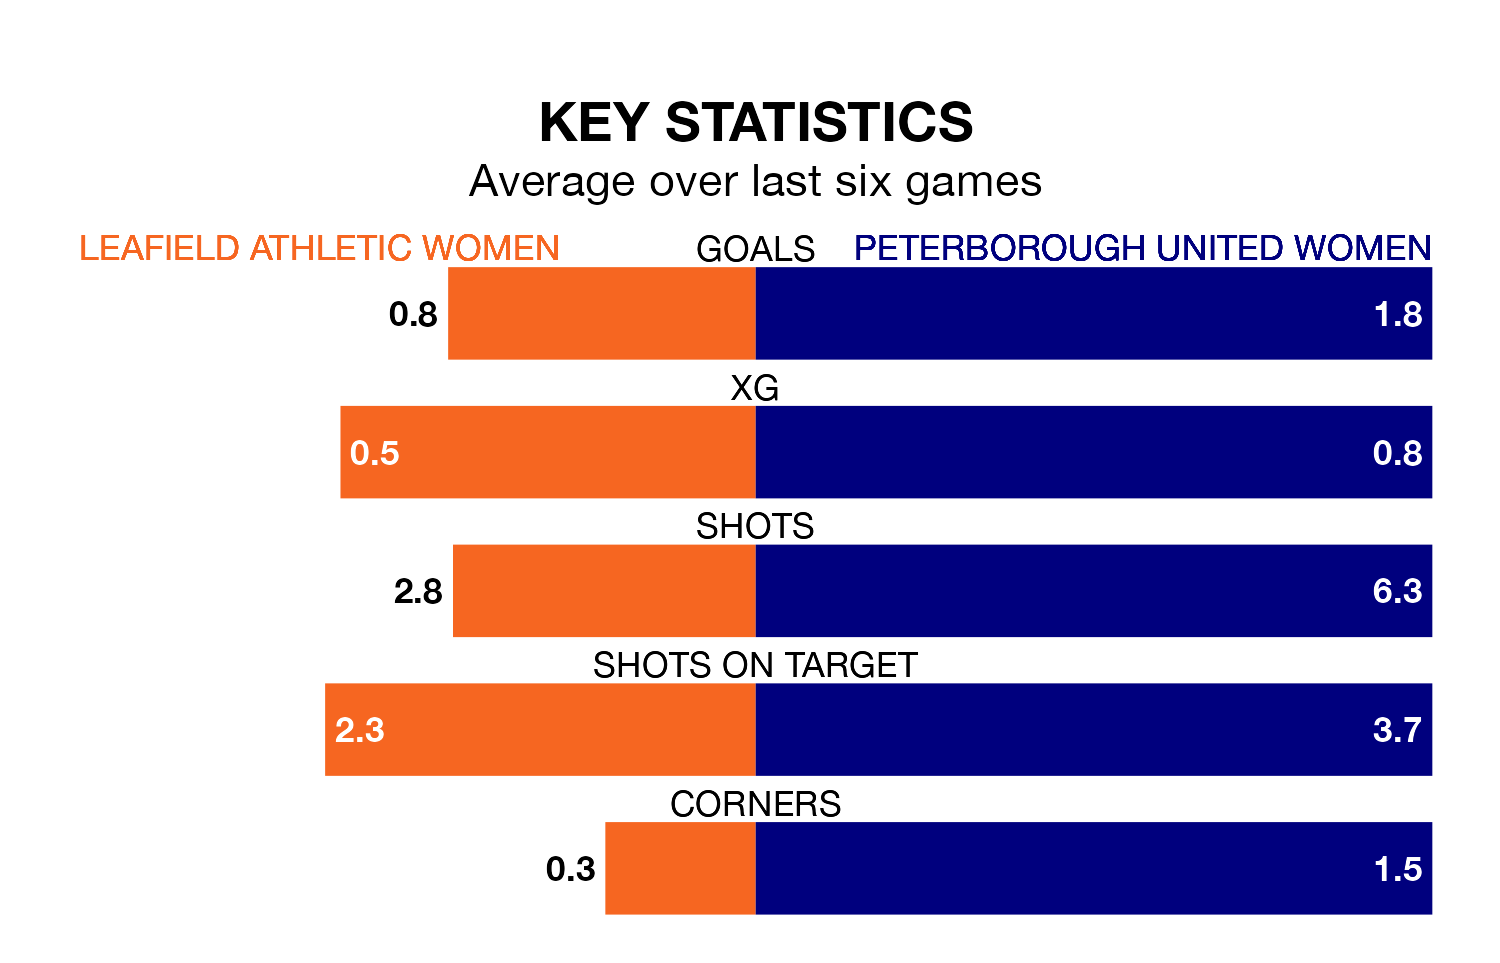 KEY STATISTICS
Average over last six games
LEAFIELD ATHLETIC WOMEN GOALS PETERBOROUGH UNITED WOMEN
0.8 1.8
XG
0.5 0.8
SHOTS
2.8 6.3
SHOTS ON TARGET
2.3 3.7
CORNERS
0.3 1.5